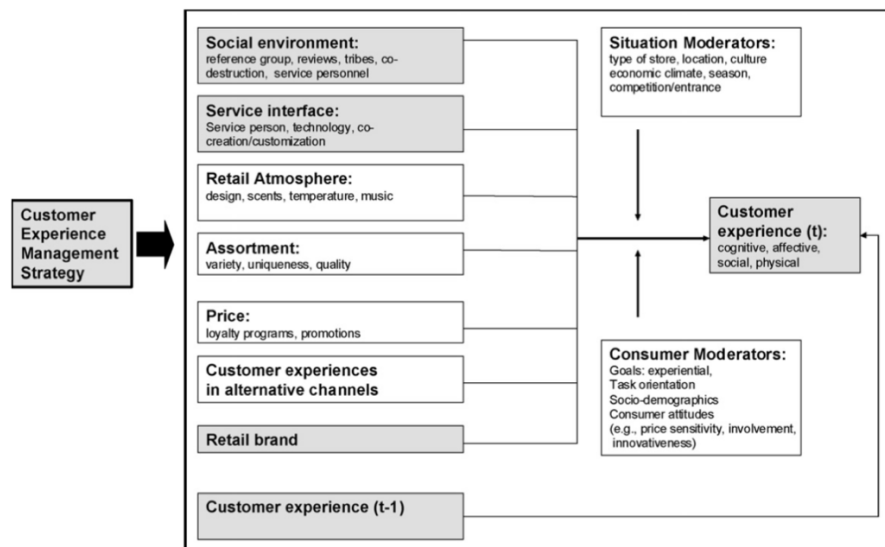 Customer
Experience
Management
Strategy
Social environment:
reference group, reviews, tribes, co-
destruction, service personnel
Service interface:
Service person, technology, co-
creation/customization
Retail Atmosphere:
design, scents, temperature, music
Assortment:
variety, uniqueness, quality
Price:
loyalty programs, promotions
Customer experiences
in alternative channels
Retail brand
Customer experience (t-1)
Situation Moderators:
type of store, location, culture
economic climate, season,
competition/entrance
Customer
experience (t):
cognitive, affective,
social, physical
Consumer Moderators:
Goals: experiential,
Task orientation
Socio-demographics
Consumer attitudes
(e.g., price sensitivity, involvement,
innovativeness)